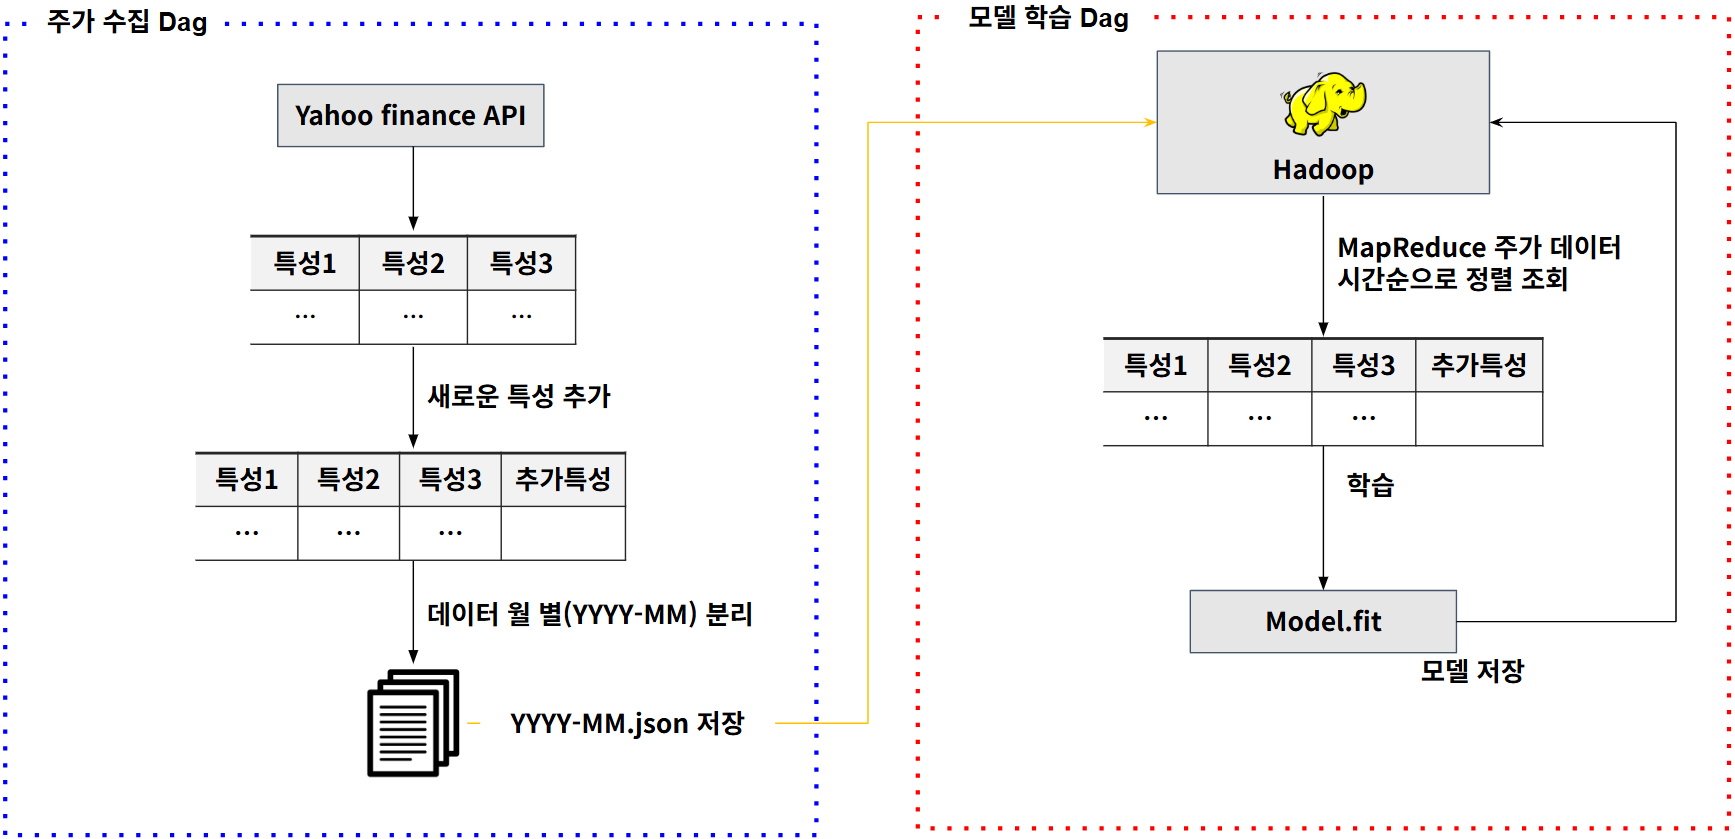 주가 수집 Dag
Yahoo finance API
특성1 특성2 특성3
... ... ...
새로운 특성 추가
특성1 특성2 특성3 추가특성
... ... ...
데이터 월 별(YYYY-MM) 분리
YYYY-MM.json 저장
모델 학습 Dag
Hadoop
MapReduce 주가 데이터
시간순으로 정렬 조회
특성1 특성2 특성3 추가특성
... ... ...
학습
Model.fit
모델 저장